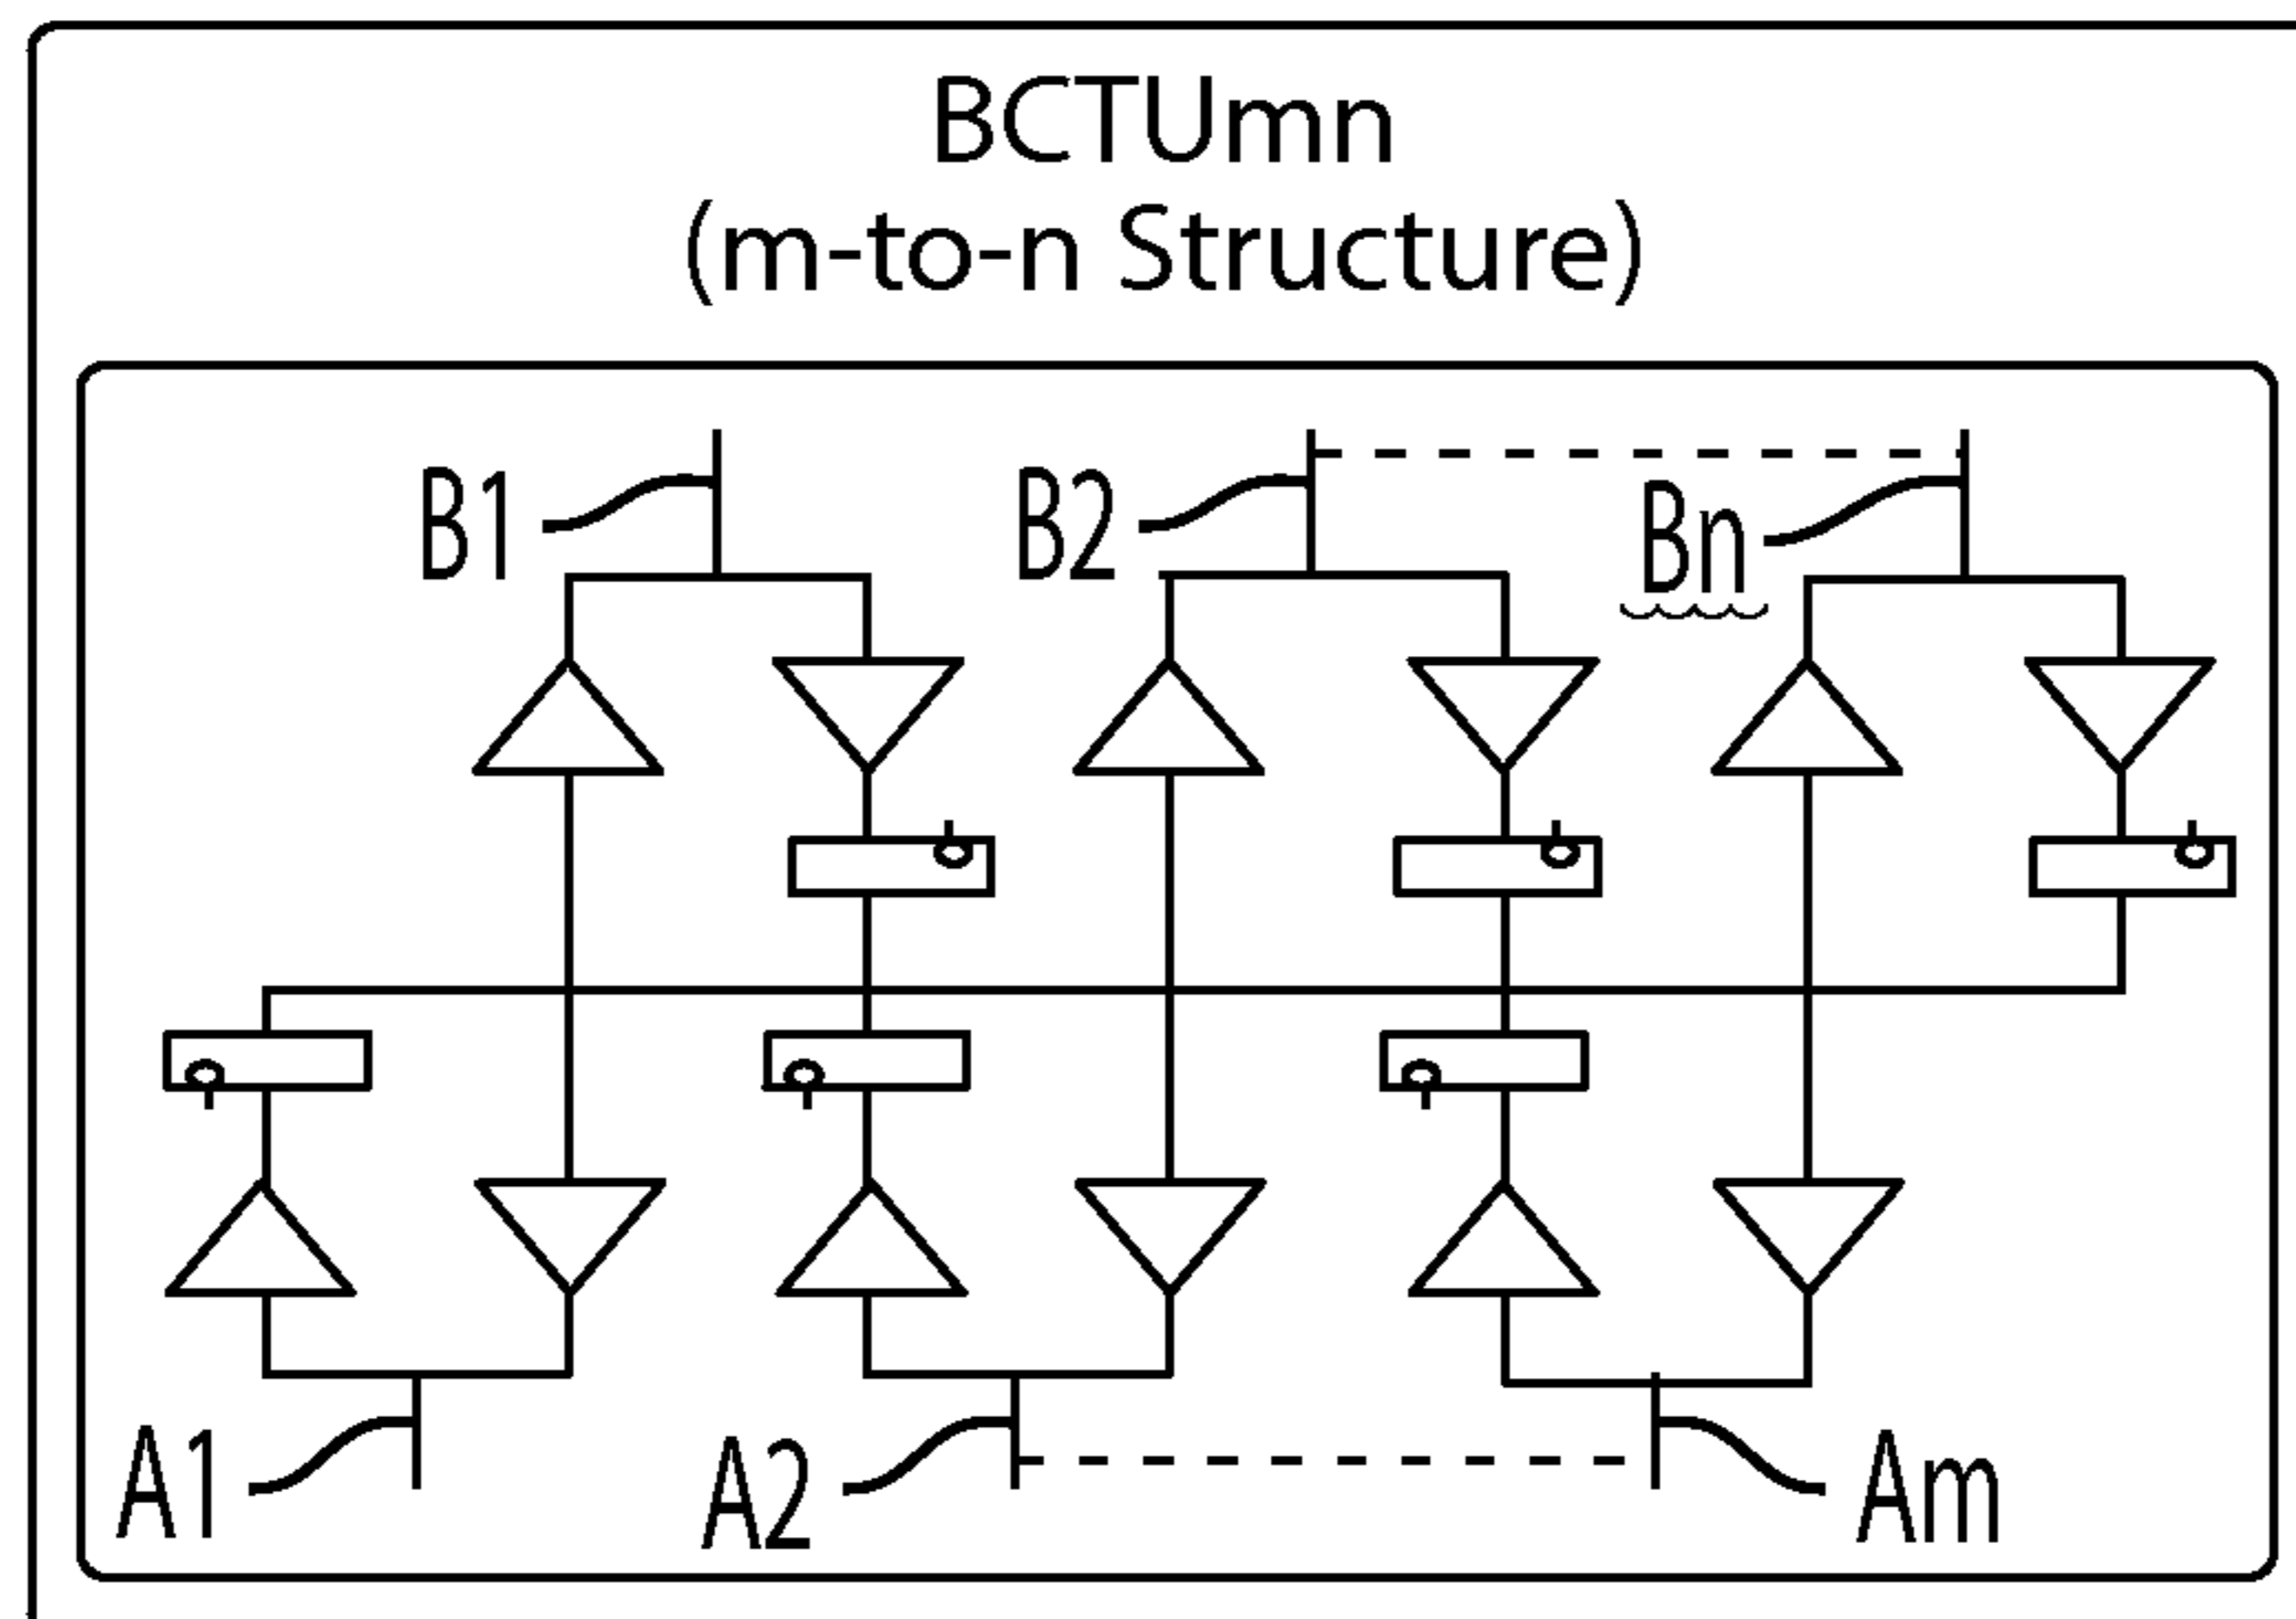 BCTUmn
(m-to-n Structure)
B1
B2
Bn
A1
A2
Am